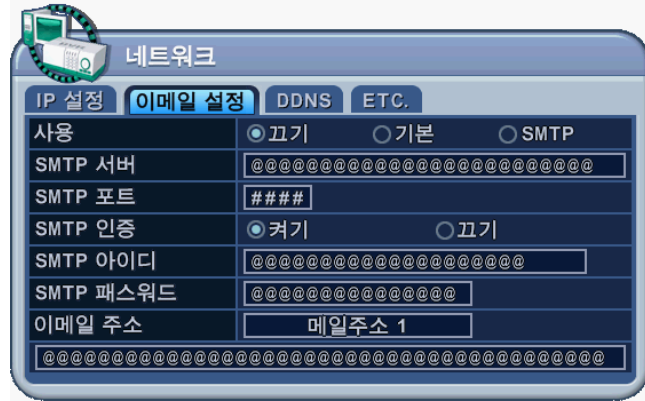 네트워크
IP 설정 이메일 설정 DDNS ETC.
사용 끄기 기본 SMTP
SMTP 서버 @@@@@@@@@@@@@@@@@@@@@@@@@
SMTP 포트 ####
SMTP 인증 켜기 끄기
SMTP 아이디 @@@@@@@@@@@@@@@@@@@@
SMTP 패스워드 @@@@@@@@@@@@@@@
이메일 주소 메일주소 1
@@@@@@@@@@@@@@@@@@@@@@@@@@@@@@@@@@@@@@@@@